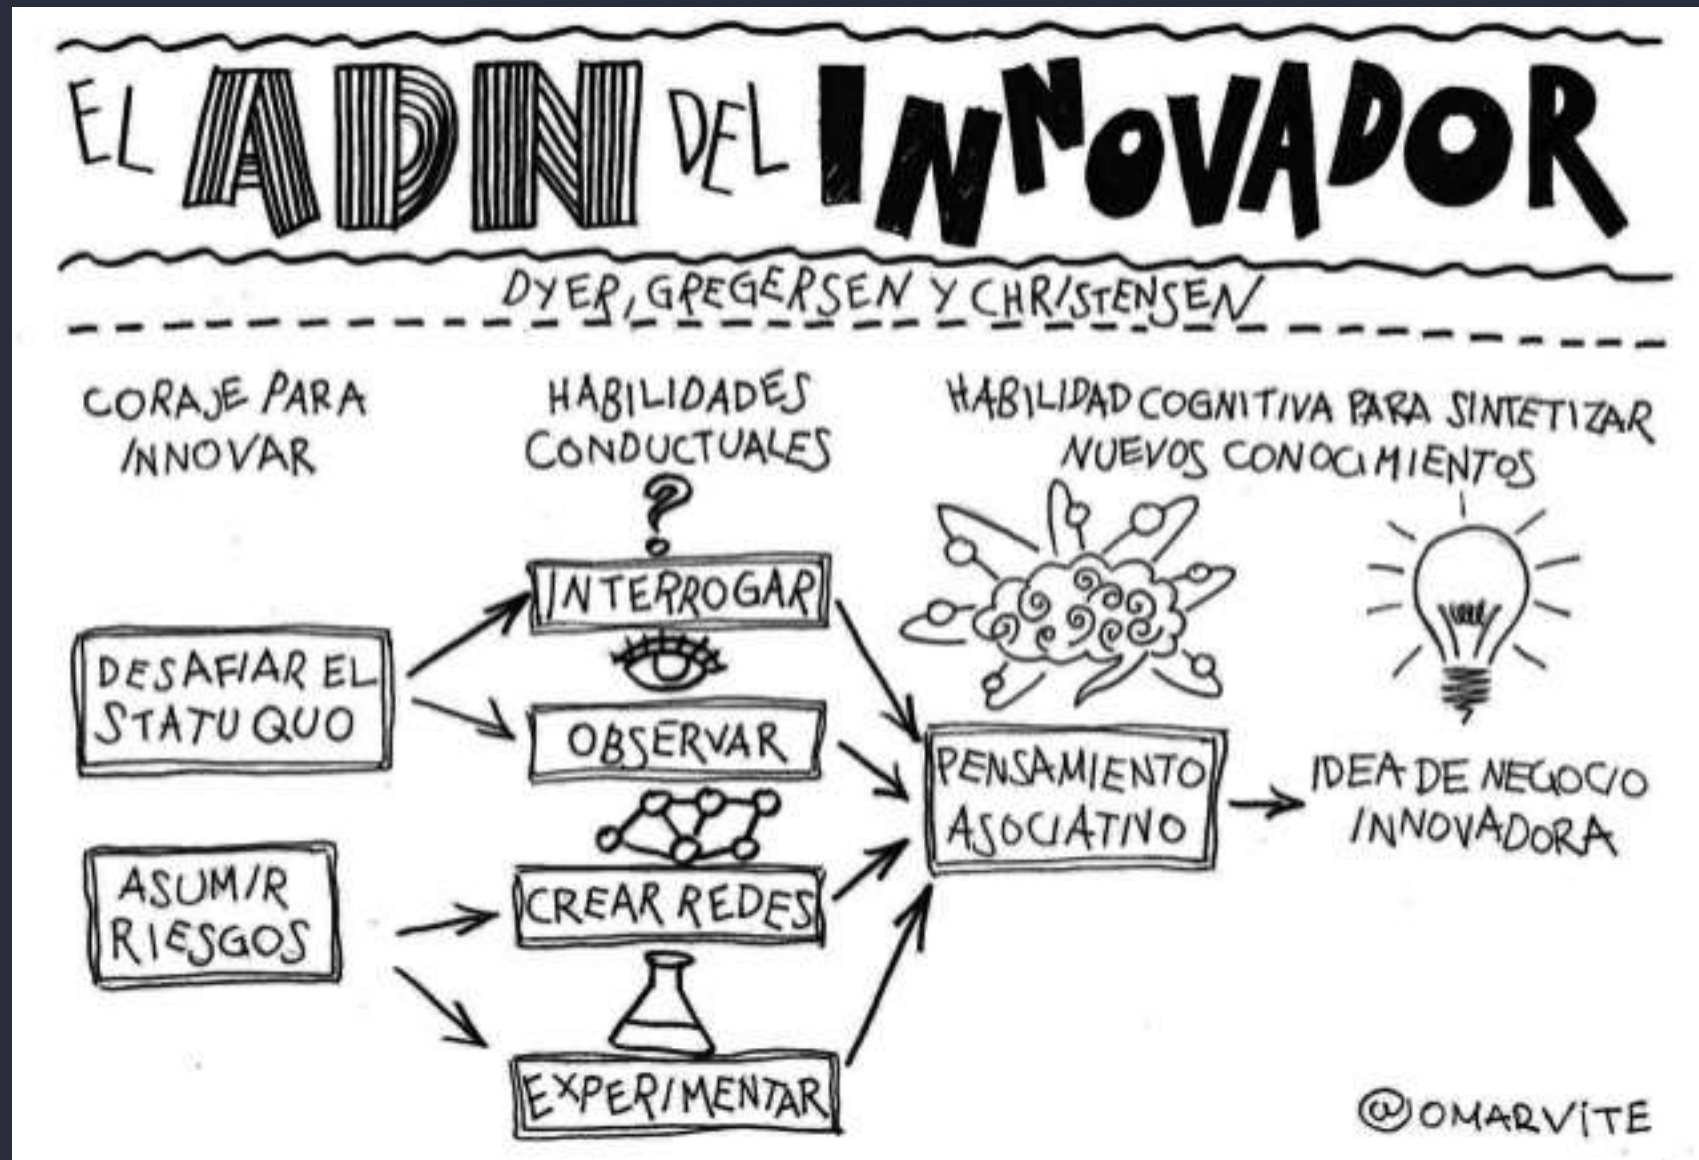 EL ADN DEL INNOVADOR
DYER, GREGERSEN Y CHRISTENSEN
CORAJE PARA
INNOVAR
HABILIDADES
CONDUCTUALES
HABILIDAD COGNITIVA PARA SINTETIZAR
NUEVOS CONOCIMIENTOS
?
DESAFIAR EL
STATU QUO
ASUMIR
RIESGOS
INTERROGAR
OBSERVAR
CREAR REDES
EXPERIMENTAR
PENSAMIENTO
ASOCIATIVO
IDEA DE NEGOCIO
INNOVADORA
@OMARVITE